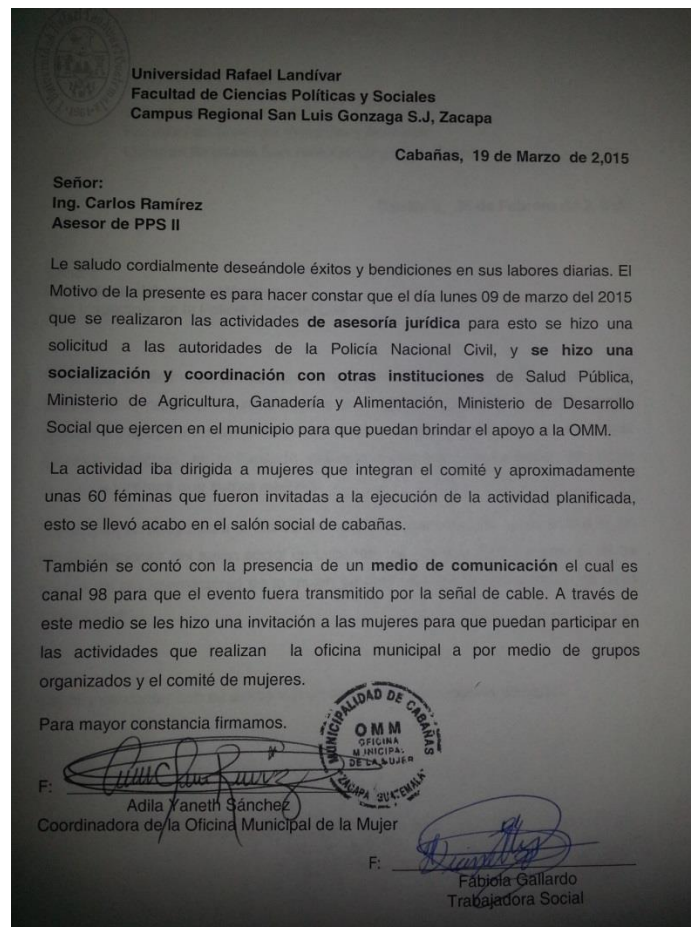 Universidad Rafael Landívar
Facultad de Ciencias Políticas y Sociales
Campus Regional San Luis Gonzaga S.J, Zacapa
Cabañas, 19 de Marzo de 2,015
Señor:
Ing. Carlos Ramírez
Asesor de PPS II
Le saludo cordialmente deseándole éxitos y bendiciones en sus labores diarias. El
Motivo de la presente es para hacer constar que el día lunes 09 de marzo del 2015
que se realizaron las actividades de asesoría jurídica para esto se hizo una
solicitud a las autoridades de la Policía Nacional Civil, y se hizo una
socialización y coordinación con otras instituciones de Salud Pública,
Ministerio de Agricultura, Ganadería y Alimentación, Ministerio de Desarrollo
Social que ejercen en el municipio para que puedan brindar el apoyo a la OMM.
La actividad iba dirigida a mujeres que integran el comité y aproximadamente
unas 60 féminas que fueron invitadas a la ejecución de la actividad planificada,
esto se llevó acabo en el salón social de cabañas.
También se contó con la presencia de un medio de comunicación el cual es
canal 98 para que el evento fuera transmitido por la señal de cable. A través de
este medio se les hizo una invitación a las mujeres para que puedan participar en
las actividades que realizan la oficina municipal a por medio de grupos
organizados y el comité de mujeres.
Para mayor constancia firmamos.
MUNICIPALIDAD DE CABAÑAS
OMM
OFICINA
MUNICIPAL
DE LA MUJER
ZACAPA GUATEMALA
F:
Adila Yaneth Sánchez
Coordinadora de la Oficina Municipal de la Mujer
F:
Fabiola Gallardo
Trabajadora Social